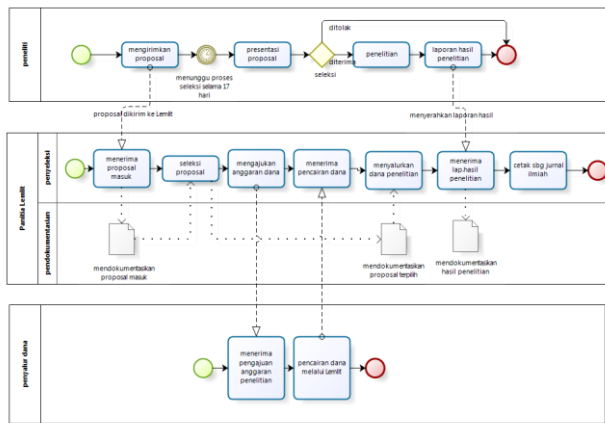 peneliti
mengirimkan
proposal
menunggu proses
seleksi selama 17
hari
presentasi
proposal
ditolak
diterima
seleksi
penelitian
laporan hasil
penelitian
proposal dikirim ke Lemlit
menyerahkan laporan hasil
Panitia Lemlit
penyeleksi
menerima
proposal
masuk
seleksi
proposal
mengajukan
anggaran dana
menerima
pencairan dana
menyalurkan
dana penelitian
menerima
lap.hasil
penelitian
cetak sbg jurnal
ilmiah
pendokumentasian
mendokumentasikan
proposal masuk
mendokumentasikan
proposal terpilih
mendokumentasikan
hasil penelitian
penyalur dana
menerima
pengajuan
anggaran
penelitian
pencairan dana
melalui Lemlit